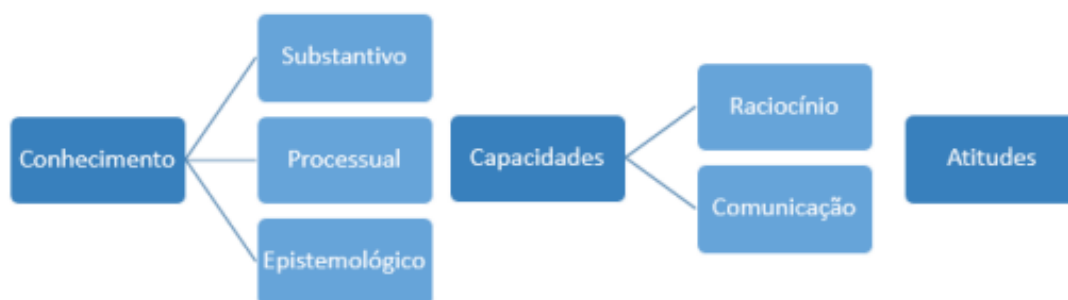 Conhecimento
Substantivo
Processual
Epistemológico
Capacidades
Raciocínio
Comunicação
Atitudes